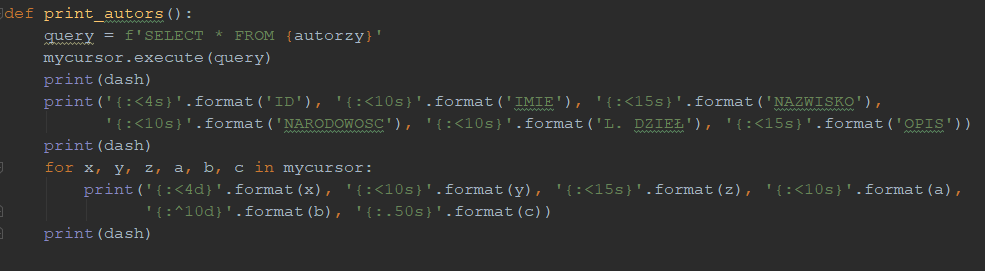 def print_autors():
    query = f'SELECT * FROM {autorzy}'
    mycursor.execute(query)
    print(dash)
    print('{:<4s}'.format('ID'), '{:<10s}'.format('IMIE'), '{:<15s}'.format('NAZWISKO'),
          '{:<10s}'.format('NARODOWOSC'), '{:<10s}'.format('L. DZIEŁ'), '{:<15s}'.format('OPIS'))
    print(dash)
    for x, y, z, a, b, c in mycursor:
        print('{:<4d}'.format(x), '{:<10s}'.format(y), '{:<15s}'.format(z), '{:<10s}'.format(a),
              '{:^10d}'.format(b), '{:.50s}'.format(c))
    print(dash)